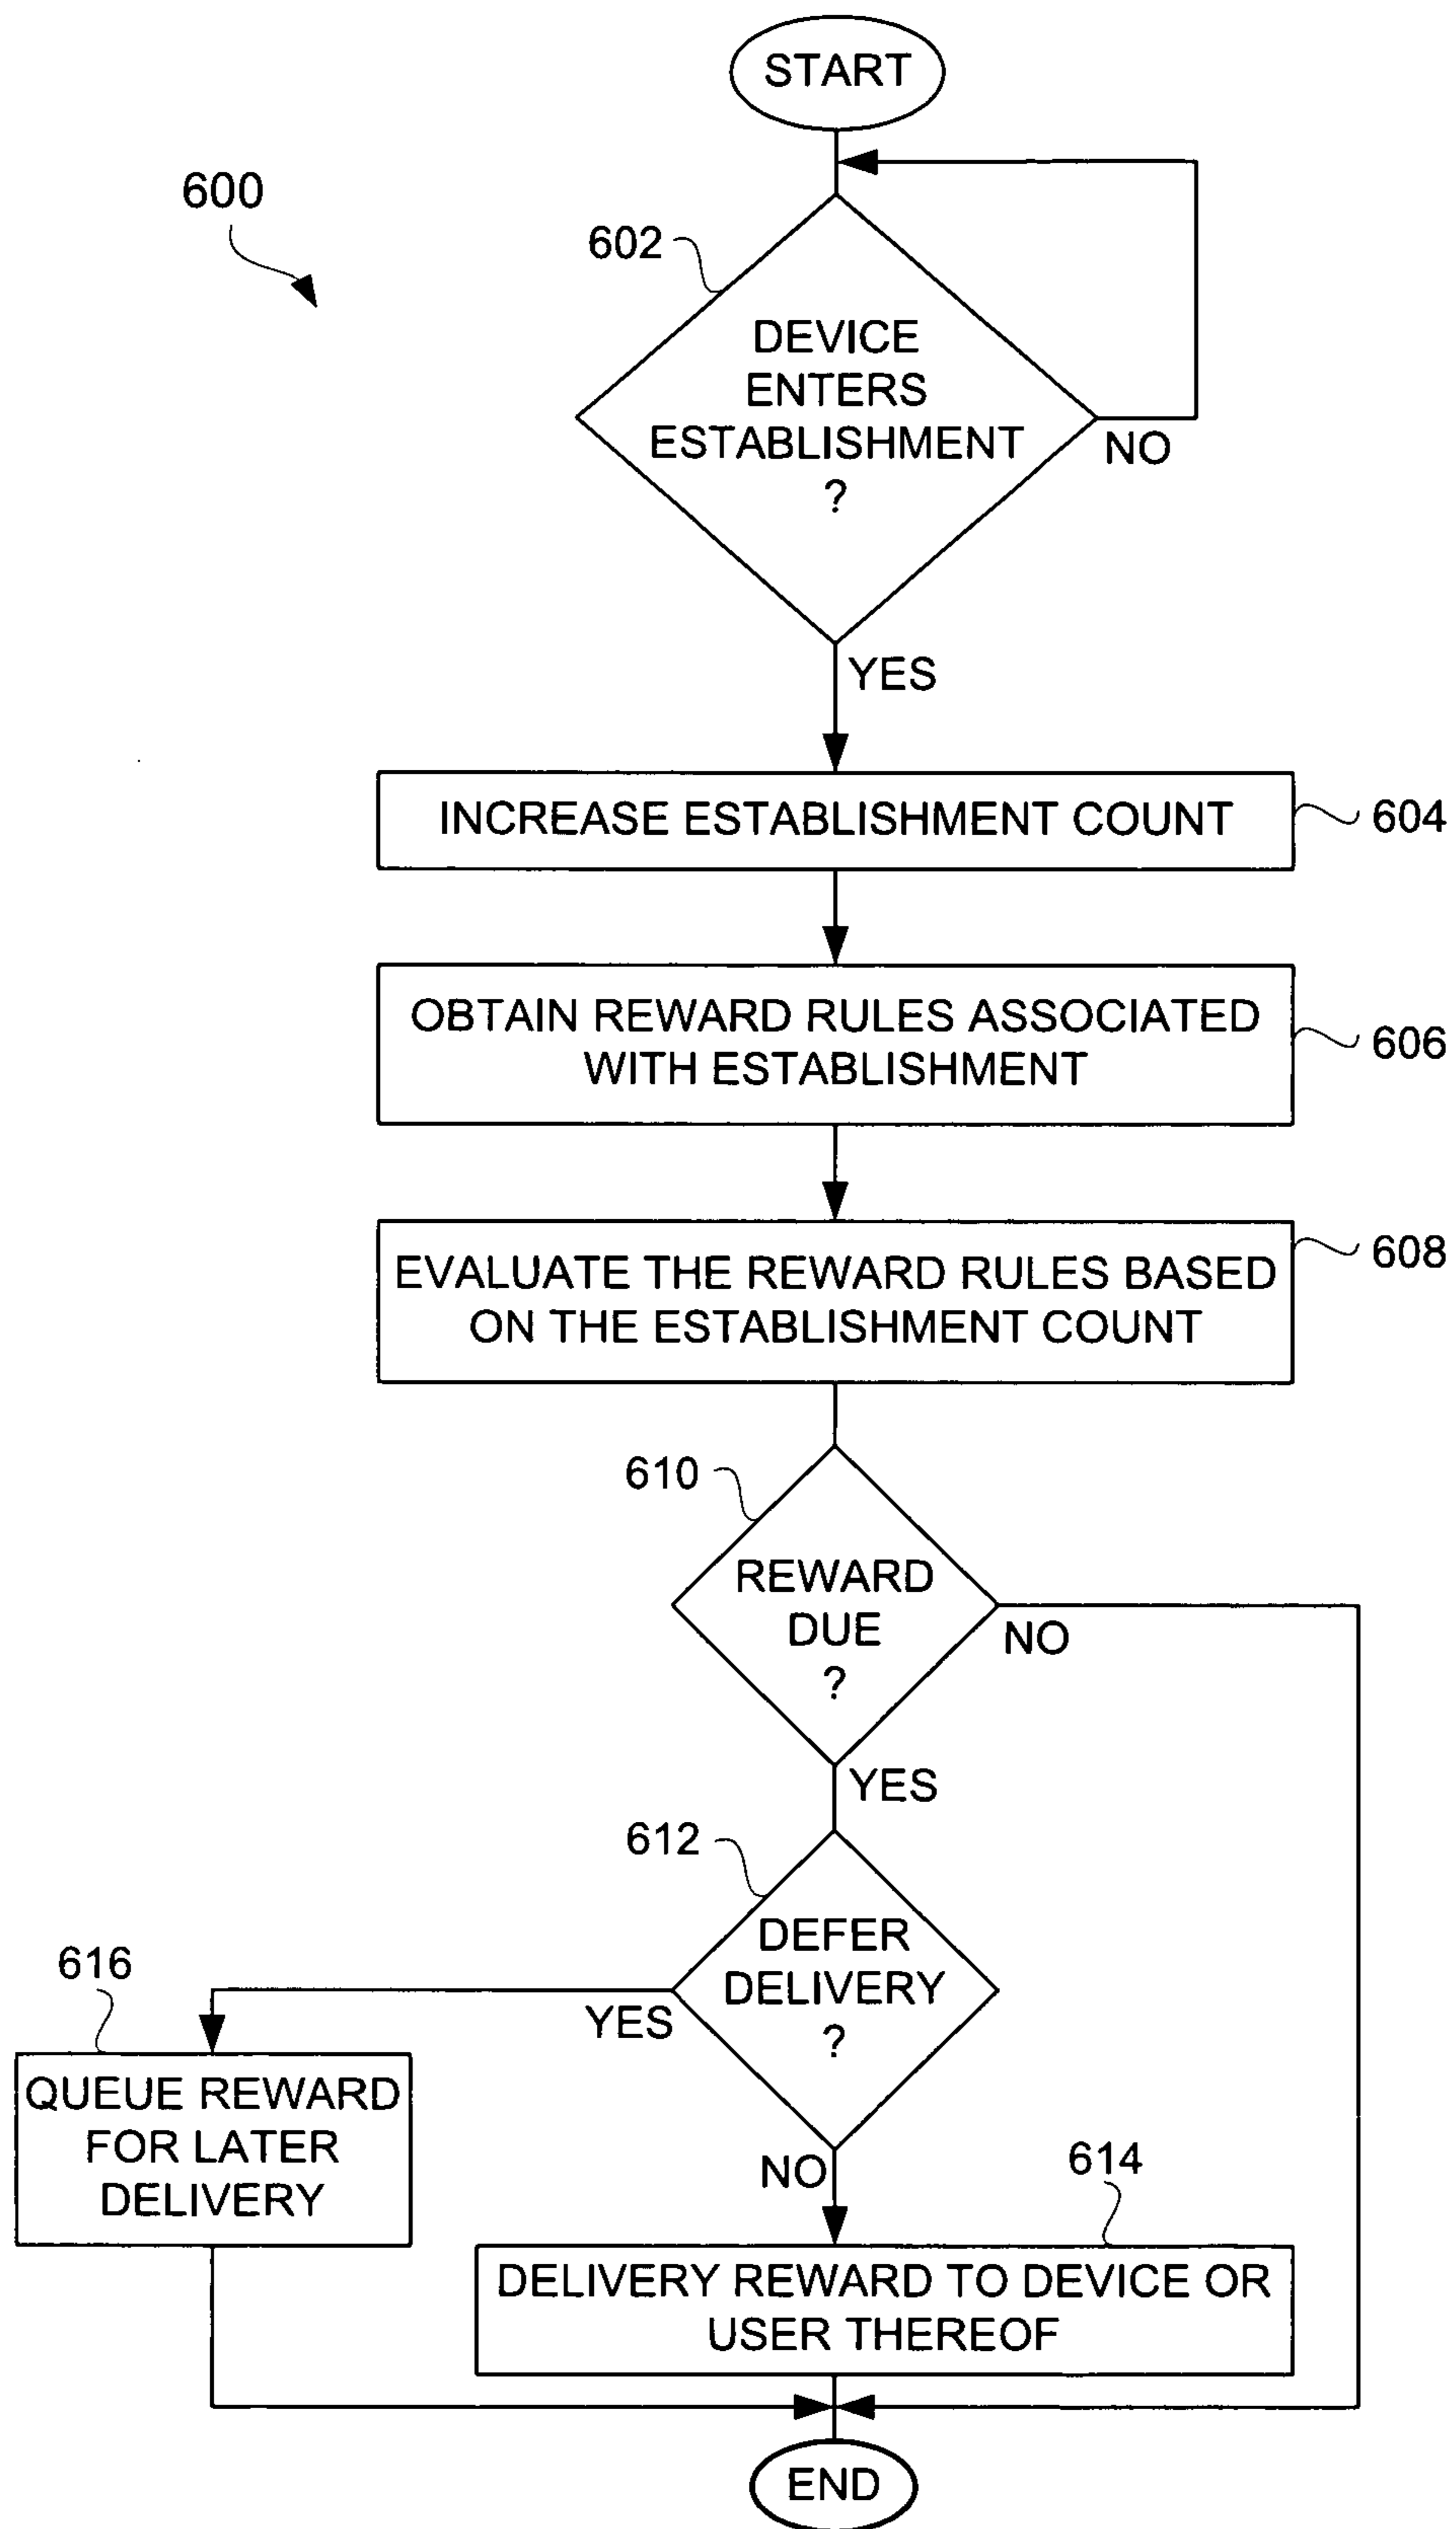 START
600
602
DEVICE
ENTERS
ESTABLISHMENT
?
NO
YES
INCREASE ESTABLISHMENT COUNT
604
OBTAIN REWARD RULES ASSOCIATED
WITH ESTABLISHMENT
606
EVALUATE THE REWARD RULES BASED
ON THE ESTABLISHMENT COUNT
608
610
REWARD
DUE
?
NO
YES
612
DEFER
DELIVERY
?
YES
616
QUEUE REWARD
FOR LATER
DELIVERY
NO
614
DELIVERY REWARD TO DEVICE OR
USER THEREOF
END